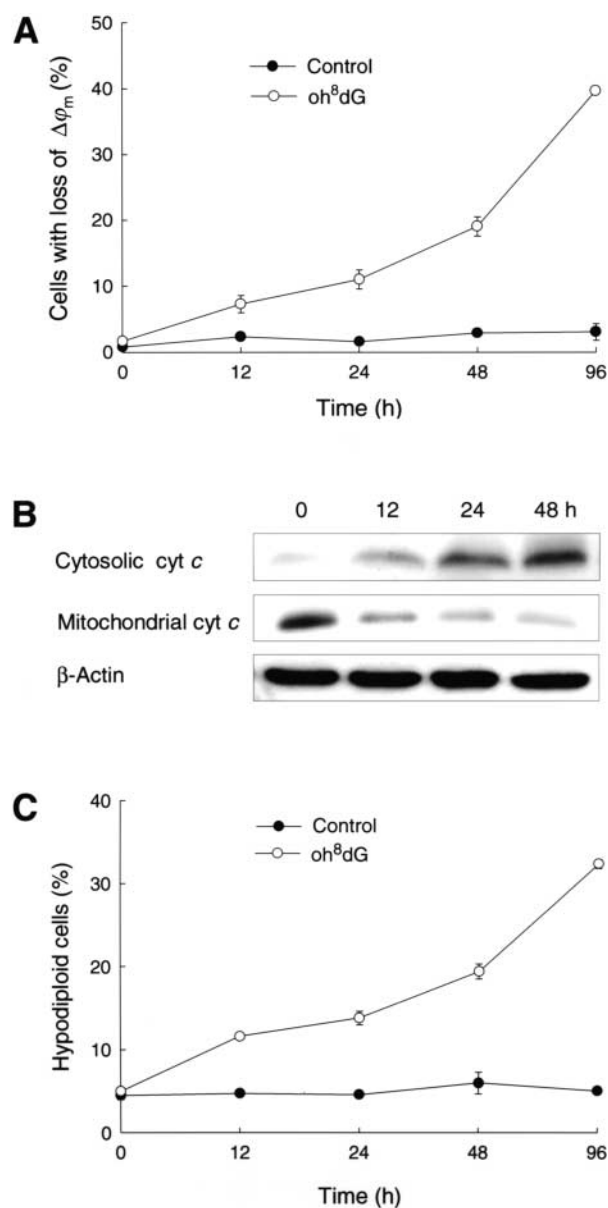 A
Cells with loss of Δφm (%)
50
40
30
20
10
0
Control
oh⁸dG
0 12 24 48 96
Time (h)
B
0 12 24 48 h
Cytosolic cyt c
Mitochondrial cyt c
β-Actin
C
Hypodiploid cells (%)
40
30
20
10
0
Control
oh⁸dG
0 12 24 48 96
Time (h)